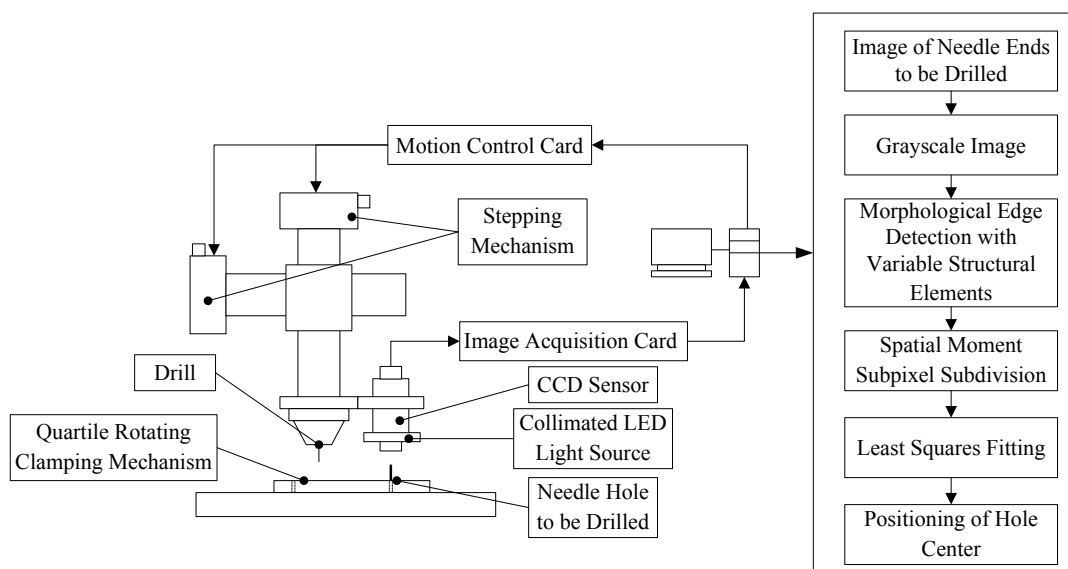 Motion Control Card
Stepping
Mechanism
Image Acquisition Card
Drill
CCD Sensor
Quartile Rotating
Clamping Mechanism
Collimated LED
Light Source
Needle Hole
to be Drilled
Image of Needle Ends
to be Drilled
Grayscale Image
Morphological Edge
Detection with
Variable Structural
Elements
Spatial Moment
Subpixel Subdivision
Least Squares Fitting
Positioning of Hole
Center